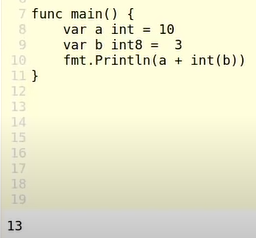 7 func main() {
8     var a int = 10
9     var b int8 =  3
10     fmt.Println(a + int(b))
11 }
12
13
14
15
16
17
18
19
13